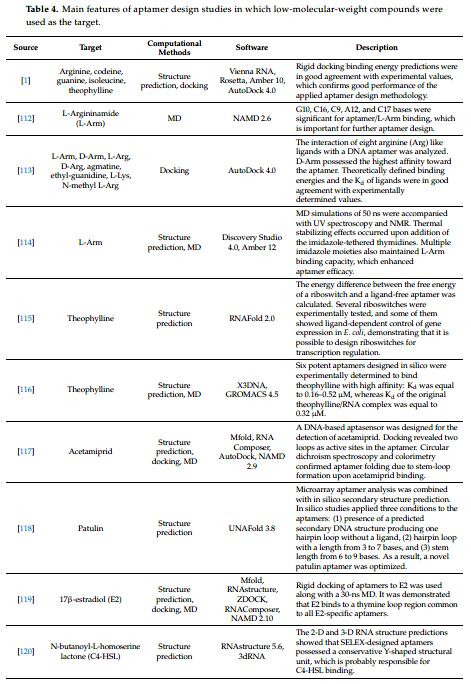 Table 4. Main features of aptamer design studies in which low-molecular-weight compounds were
used as the target.
Source Target Computational Methods Software Description
[1] Arginine, codeine, guanine, isoleucine, theophylline Structure prediction, docking Vienna RNA, Rosetta, Amber 10, AutoDock 4.0
Rigid docking binding energy predictions were
in good agreement with experimental values,
which confirms good performance of the
applied aptamer design methodology.
[112] L-Argininamide (L-Arm) MD NAMD 2.6
G10, C16, C9, A12, and C17 bases were
significant for aptamer/L-Arm binding, which
is important for further aptamer design.
[113] L-Arm, D-Arm, L-Arg, D-Arg, agmatine, ethyl-guanidine, L-Lys, N-methyl L-Arg Docking AutoDock 4.0
The interaction of eight arginine (Arg) like
ligands with a DNA aptamer was analyzed.
D-Arm possessed the highest affinity toward
the aptamer. Theoretically defined binding
energies and the Kd of ligands were in good
agreement with experimentally
determined values.
[114] L-Arm Structure prediction, MD Discovery Studio 4.0, Amber 12
MD simulations of 50 ns were accompanied
with UV spectroscopy and NMR. Thermal
stabilizing effects occurred upon addition of
the imidazole-tethered thymidines. Multiple
imidazole moieties also maintained L-Arm
binding capacity, which enhanced
aptamer efficacy.
[115] Theophylline Structure prediction RNAFold 2.0
The energy difference between the free energy
of a riboswitch and a ligand-free aptamer was
calculated. Several riboswitches were
experimentally tested, and some of them
showed ligand-dependent control of gene
expression in E. coli, demonstrating that it is
possible to design riboswitches for
transcription regulation.
[116] Theophylline Structure prediction, MD X3DNA, GROMACS 4.5
Six potent aptamers designed in silico were
experimentally determined to bind
theophylline with high affinity: Kd was equal
to 0.16–0.52 µM, whereas Kd of the original
theophylline/RNA complex was equal to
0.32 µM.
[117] Acetamiprid Structure prediction, docking, MD Mfold, RNA Composer, AutoDock, NAMD 2.9
A DNA-based aptasensor was designed for the
detection of acetamiprid. Docking revealed two
loops as active sites in the aptamer. Circular
dichroism spectroscopy and colorimetry
confirmed aptamer folding due to stem-loop
formation upon acetamiprid binding.
[118] Patulin Structure prediction UNAFold 3.8
Microarray aptamer analysis was combined
with in silico secondary structure prediction.
In silico studies applied three conditions to the
aptamers: (1) presence of a predicted
secondary DNA structure producing one
hairpin loop without a ligand, (2) hairpin loop
with a length from 3 to 7 bases, and (3) stem
length from 6 to 9 bases. As a result, a novel
patulin aptamer was optimized.
[119] 17β-estradiol (E2) Structure prediction, docking, MD Mfold, RNAstructure, ZDOCK, RNAComposer, NAMD 2.10
Rigid docking of aptamers to E2 was used
along with a 30-ns MD. It was demonstrated
that E2 binds to a thymine loop region common
to all E2-specific aptamers.
[120] N-butanoyl-L-homoserine lactone (C4-HSL) Structure prediction RNAstructure 5.6, 3dRNA
The 2-D and 3-D RNA structure predictions
showed that SELEX-designed aptamers
possessed a conservative Y-shaped structural
unit, which is probably responsible for
C4-HSL binding.